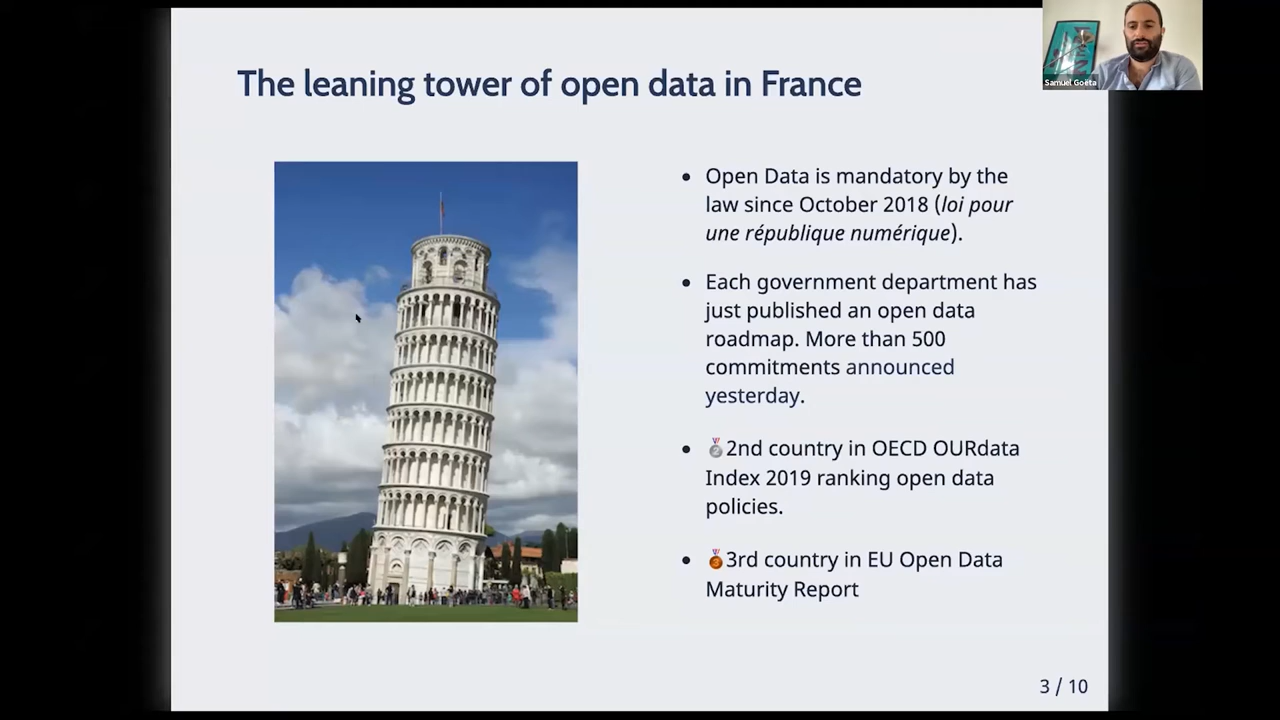 The leaning tower of open data in France
Samuel Goëta
• Open Data is mandatory by the
law since October 2018 (loi pour
une république numérique).
• Each government department has
just published an open data
roadmap. More than 500
commitments announced
yesterday.
• 🥈2nd country in OECD OURdata
Index 2019 ranking open data
policies.
• 🥉3rd country in EU Open Data
Maturity Report
3 / 10